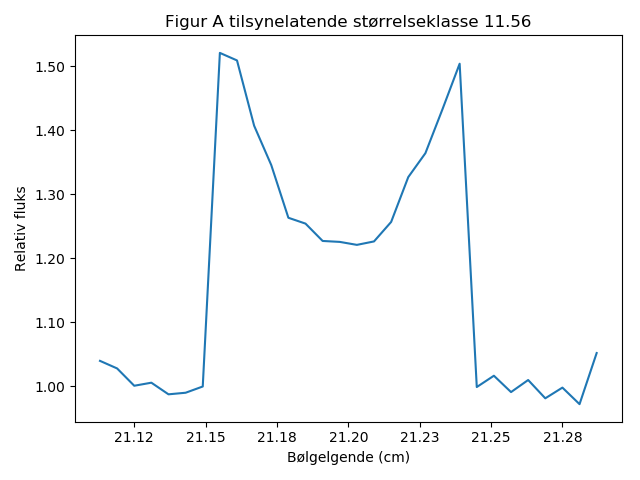 Figur A tilsynelatende størrelseklasse 11.56
1.50
1.40
1.30
1.20
1.10
1.00
Relativ fluks
21.12 21.15 21.18 21.20 21.23 21.25 21.28
Bølgelgende (cm)